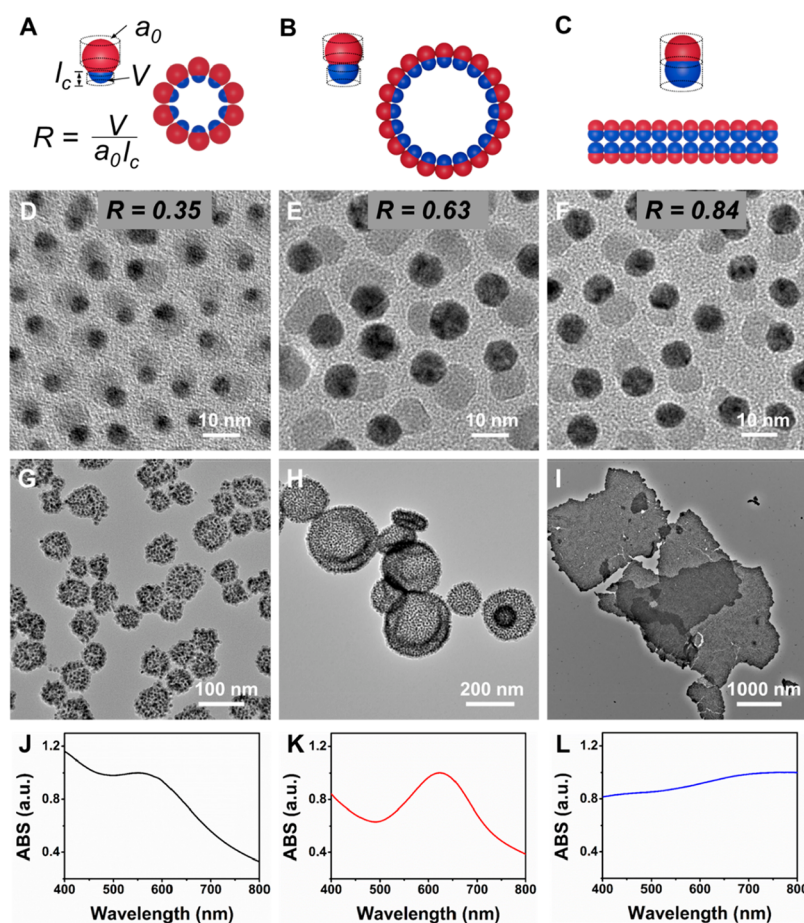 A
a0
lc
V
R = V / a0lc
B
C
D
R = 0.35
10 nm
E
R = 0.63
10 nm
F
R = 0.84
10 nm
G
100 nm
H
200 nm
I
1000 nm
J
ABS (a.u.)
1.2
0.8
0.4
400 500 600 700 800
Wavelength (nm)
K
ABS (a.u.)
1.2
0.8
0.4
400 500 600 700 800
Wavelength (nm)
L
ABS (a.u.)
1.2
0.8
0.4
400 500 600 700 800
Wavelength (nm)